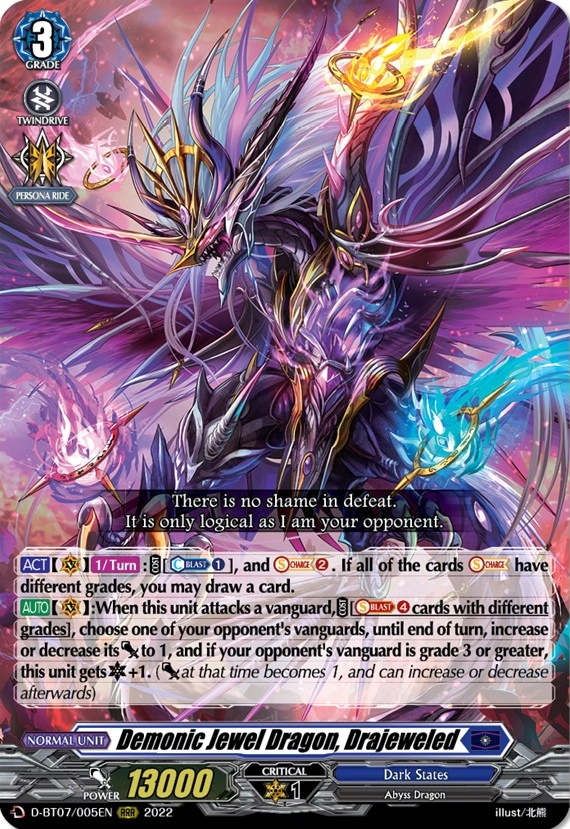 3
GRADE
TWINDRIVE
PERSONA RIDE
There is no shame in defeat.
It is only logical as I am your opponent.
ACT【】1/Turn :COST [C BLAST 1], and S CHARGE 2. If all of the cards S CHARGE have
different grades, you may draw a card.
AUTO【】:When this unit attacks a vanguard, COST [S BLAST 4 cards with different
grades], choose one of your opponent's vanguards, until end of turn, increase
or decrease its to 1, and if your opponent's vanguard is grade 3 or greater,
this unit gets +1. (at that time becomes 1, and can increase or decrease
afterwards)
NORMAL UNIT Demonic Jewel Dragon, Drajeweled
POWER 13000 CRITICAL 1 Dark States
Abyss Dragon
D-BT07/005EN RRR 2022 illust/北熊